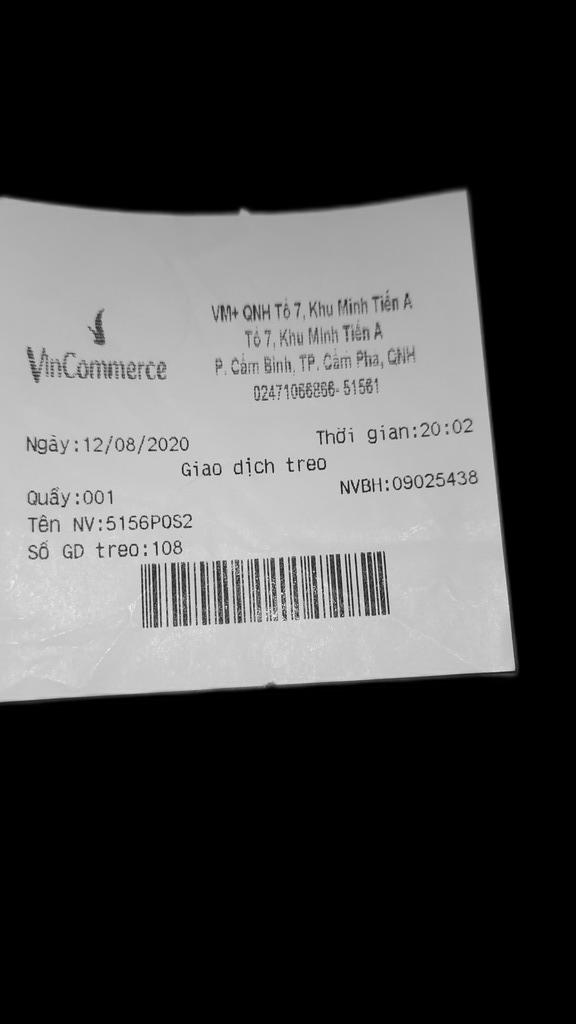 VinCommerce
VM+ QNH Tổ 7, Khu Minh Tiến A
Tổ 7, Khu Minh Tiến A
P. Cẩm Bình, TP. Cẩm Phả, QNH
02471066866- 51561
Ngày:12/08/2020 Thời gian:20:02
Giao dịch treo
Quầy:001 NVBH:09025438
Tên NV:5156POS2
Số GD treo:108